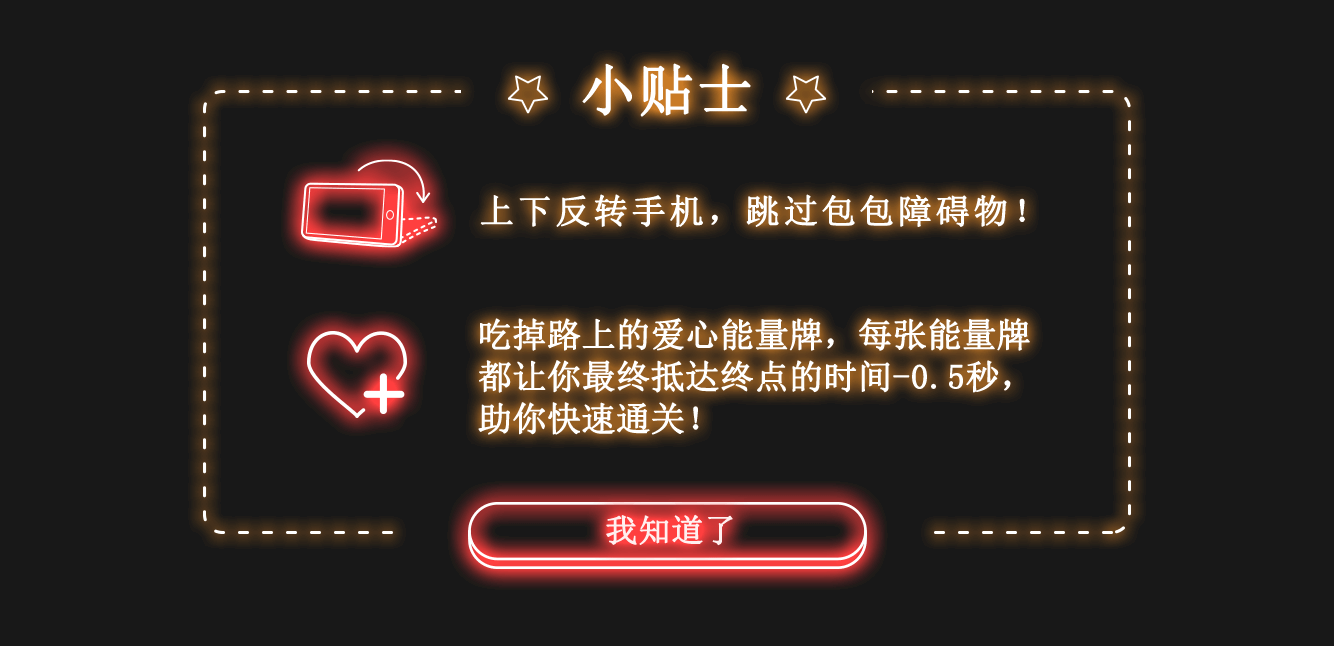 小贴士
上下反转手机，跳过包包障碍物！
吃掉路上的爱心能量牌，每张能量牌
都让你最终抵达终点的时间-0.5秒，
助你快速通关！
我知道了